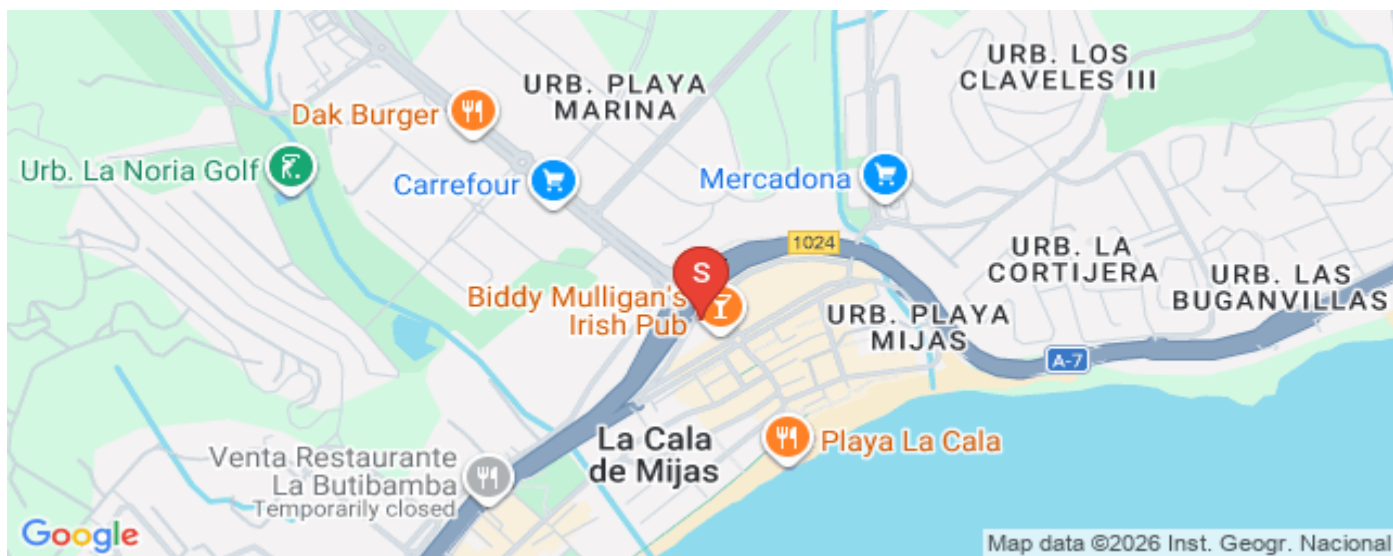 URB. LOS
CLAVELES III
URB. PLAYA
MARINA
Dak Burger
Urb. La Noria Golf
Carrefour
Mercadona
1024
URB. LA
CORTIJERA
URB. LAS
BUGANVILLAS
S
Biddy Mulligan's
Irish Pub
URB. PLAYA
MIJAS
A-7
La Cala
de Mijas
Playa La Cala
Venta Restaurante
La Butibamba
Temporarily closed
Google
Map data ©2026 Inst. Geogr. Nacional